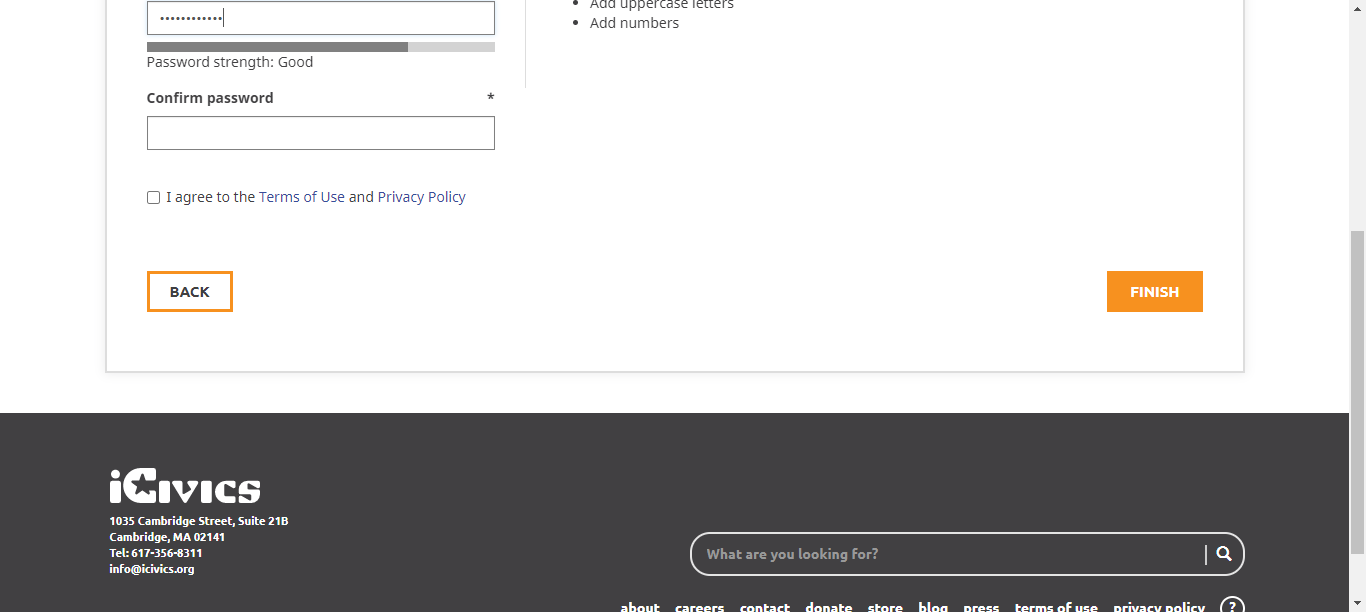 ••••••••••••
Add uppercase letters
Add numbers
Password strength: Good
Confirm password *
I agree to the Terms of Use and Privacy Policy
BACK
FINISH
iCivics
1035 Cambridge Street, Suite 21B
Cambridge, MA 02141
Tel: 617-356-8311
info@icivics.org
What are you looking for?
about careers contact donate store blog press terms of use privacy policy ?